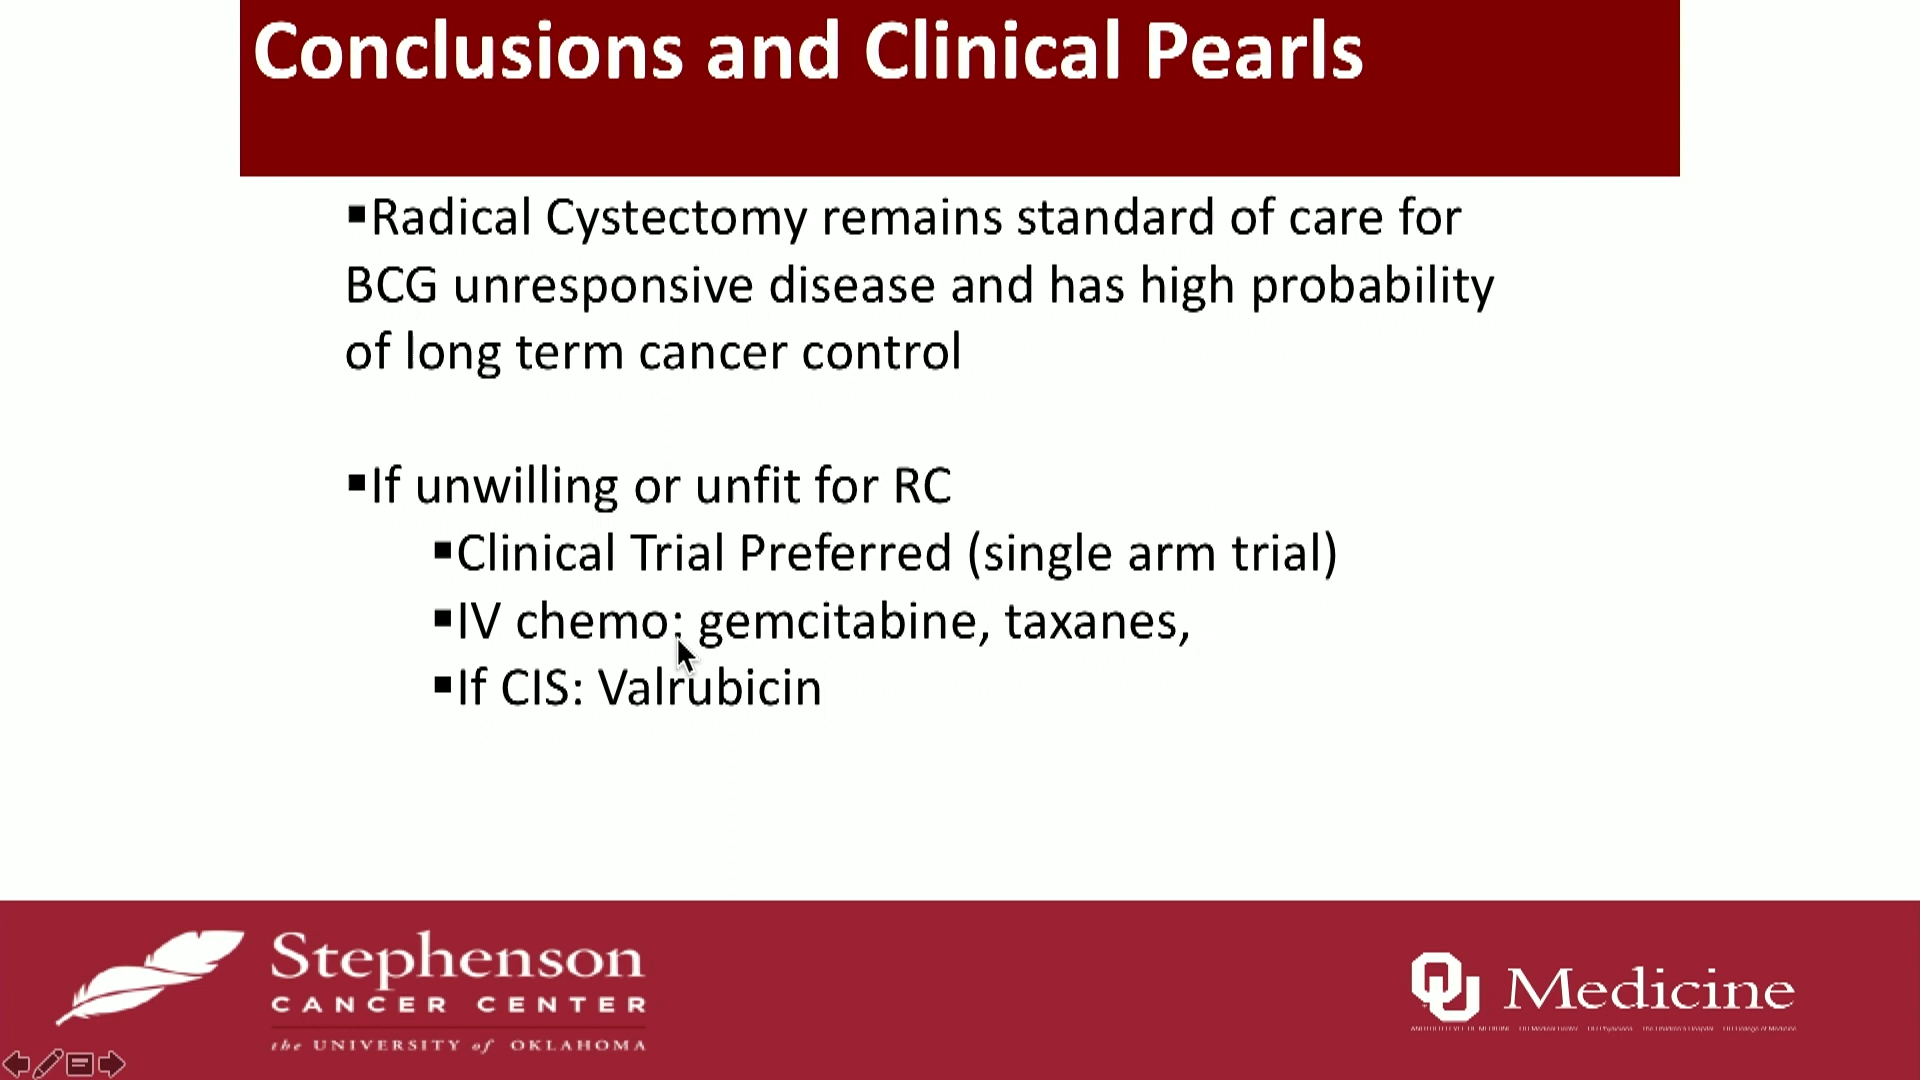 Conclusions and Clinical Pearls
▪Radical Cystectomy remains standard of care for
BCG unresponsive disease and has high probability
of long term cancer control
▪If unwilling or unfit for RC
▪Clinical Trial Preferred (single arm trial)
▪IV chemo: gemcitabine, taxanes,
▪If CIS: Valrubicin
Stephenson
CANCER CENTER
the UNIVERSITY of OKLAHOMA
OU Medicine